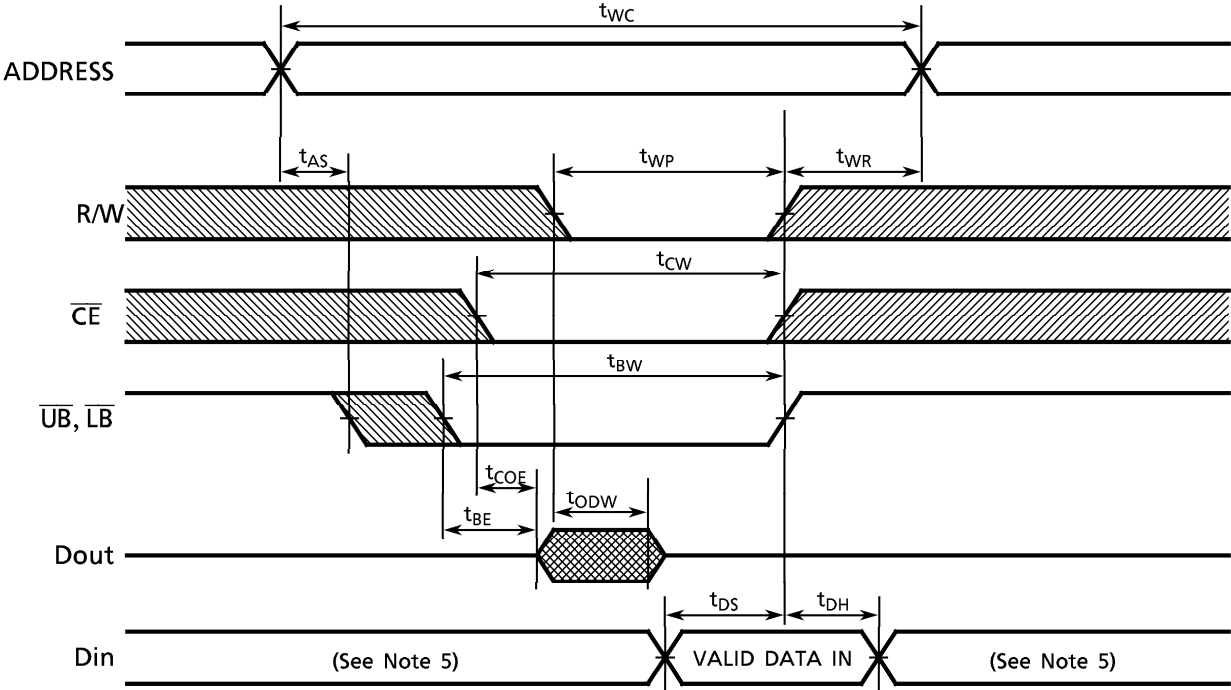 tWC
ADDRESS
tAS
tWP
tWR
R/W
tCW
CE
tBW
UB, LB
tCOE
tODW
tBE
Dout
tDS
tDH
Din
(See Note 5)
VALID DATA IN
(See Note 5)